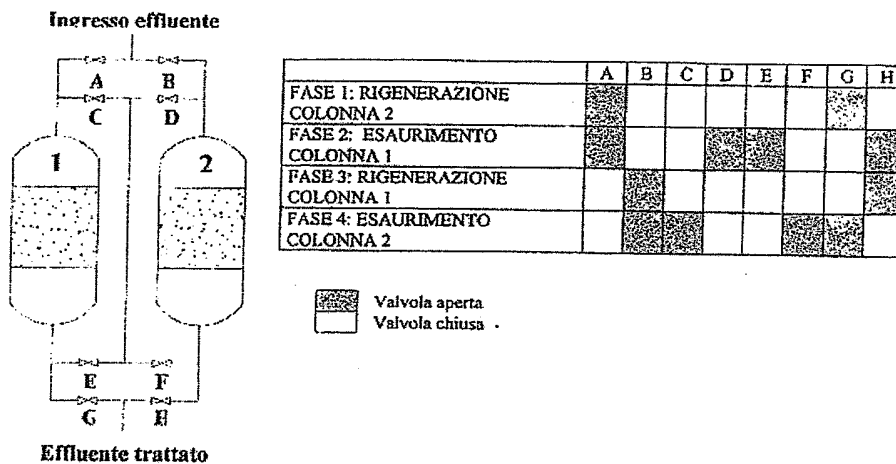 Ingresso effluente
A B
C D
1 2
E F
G H
Effluente trattato
A B C D E F G H
FASE 1: RIGENERAZIONE
COLONNA 2
FASE 2: ESAURIMENTO
COLONNA 1
FASE 3: RIGENERAZIONE
COLONNA 1
FASE 4: ESAURIMENTO
COLONNA 2
Valvola aperta
Valvola chiusa .